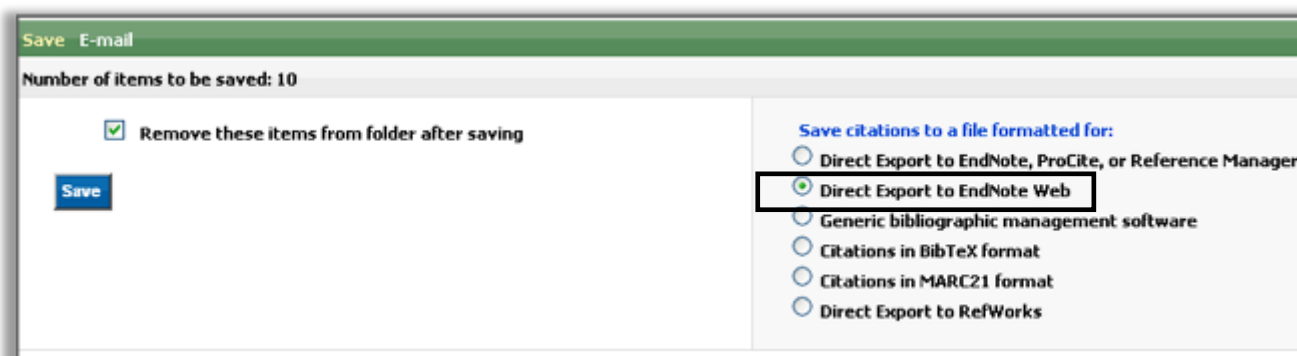 Save E-mail
Number of items to be saved: 10
Remove these items from folder after saving
Save
Save citations to a file formatted for:
Direct Export to EndNote, ProCite, or Reference Manager
Direct Export to EndNote Web
Generic bibliographic management software
Citations in BibTeX format
Citations in MARC21 format
Direct Export to RefWorks